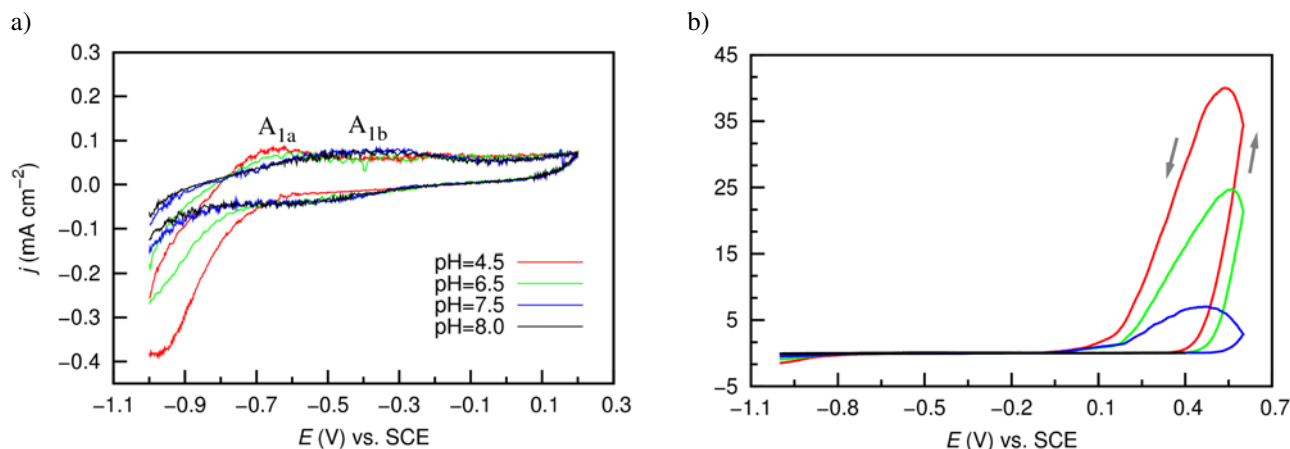 a)
0.3
0.2
0.1
0.0
−0.1
−0.2
−0.3
−0.4
j (mA cm⁻²)
A1a
A1b
pH=4.5
pH=6.5
pH=7.5
pH=8.0
−1.1 −0.9 −0.7 −0.5 −0.3 −0.1 0.1 0.3
E (V) vs. SCE
b)
45
35
25
15
5
−5
−1.1 −0.8 −0.5 −0.2 0.1 0.4 0.7
E (V) vs. SCE